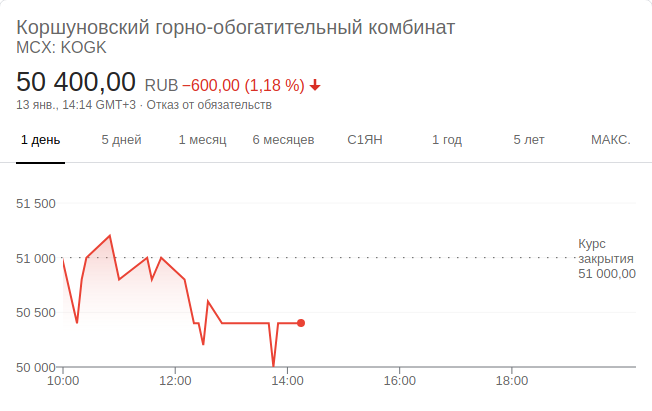 Коршуновский горно-обогатительный комбинат
MCX: KOGK
50 400,00 RUB −600,00 (1,18 %)
13 янв., 14:14 GMT+3 · Отказ от обязательств
1 день 5 дней 1 месяц 6 месяцев С1ЯН 1 год 5 лет МАКС.
51 500
51 000
50 500
50 000
Курс
закрытия
51 000,00
10:00 12:00 14:00 16:00 18:00